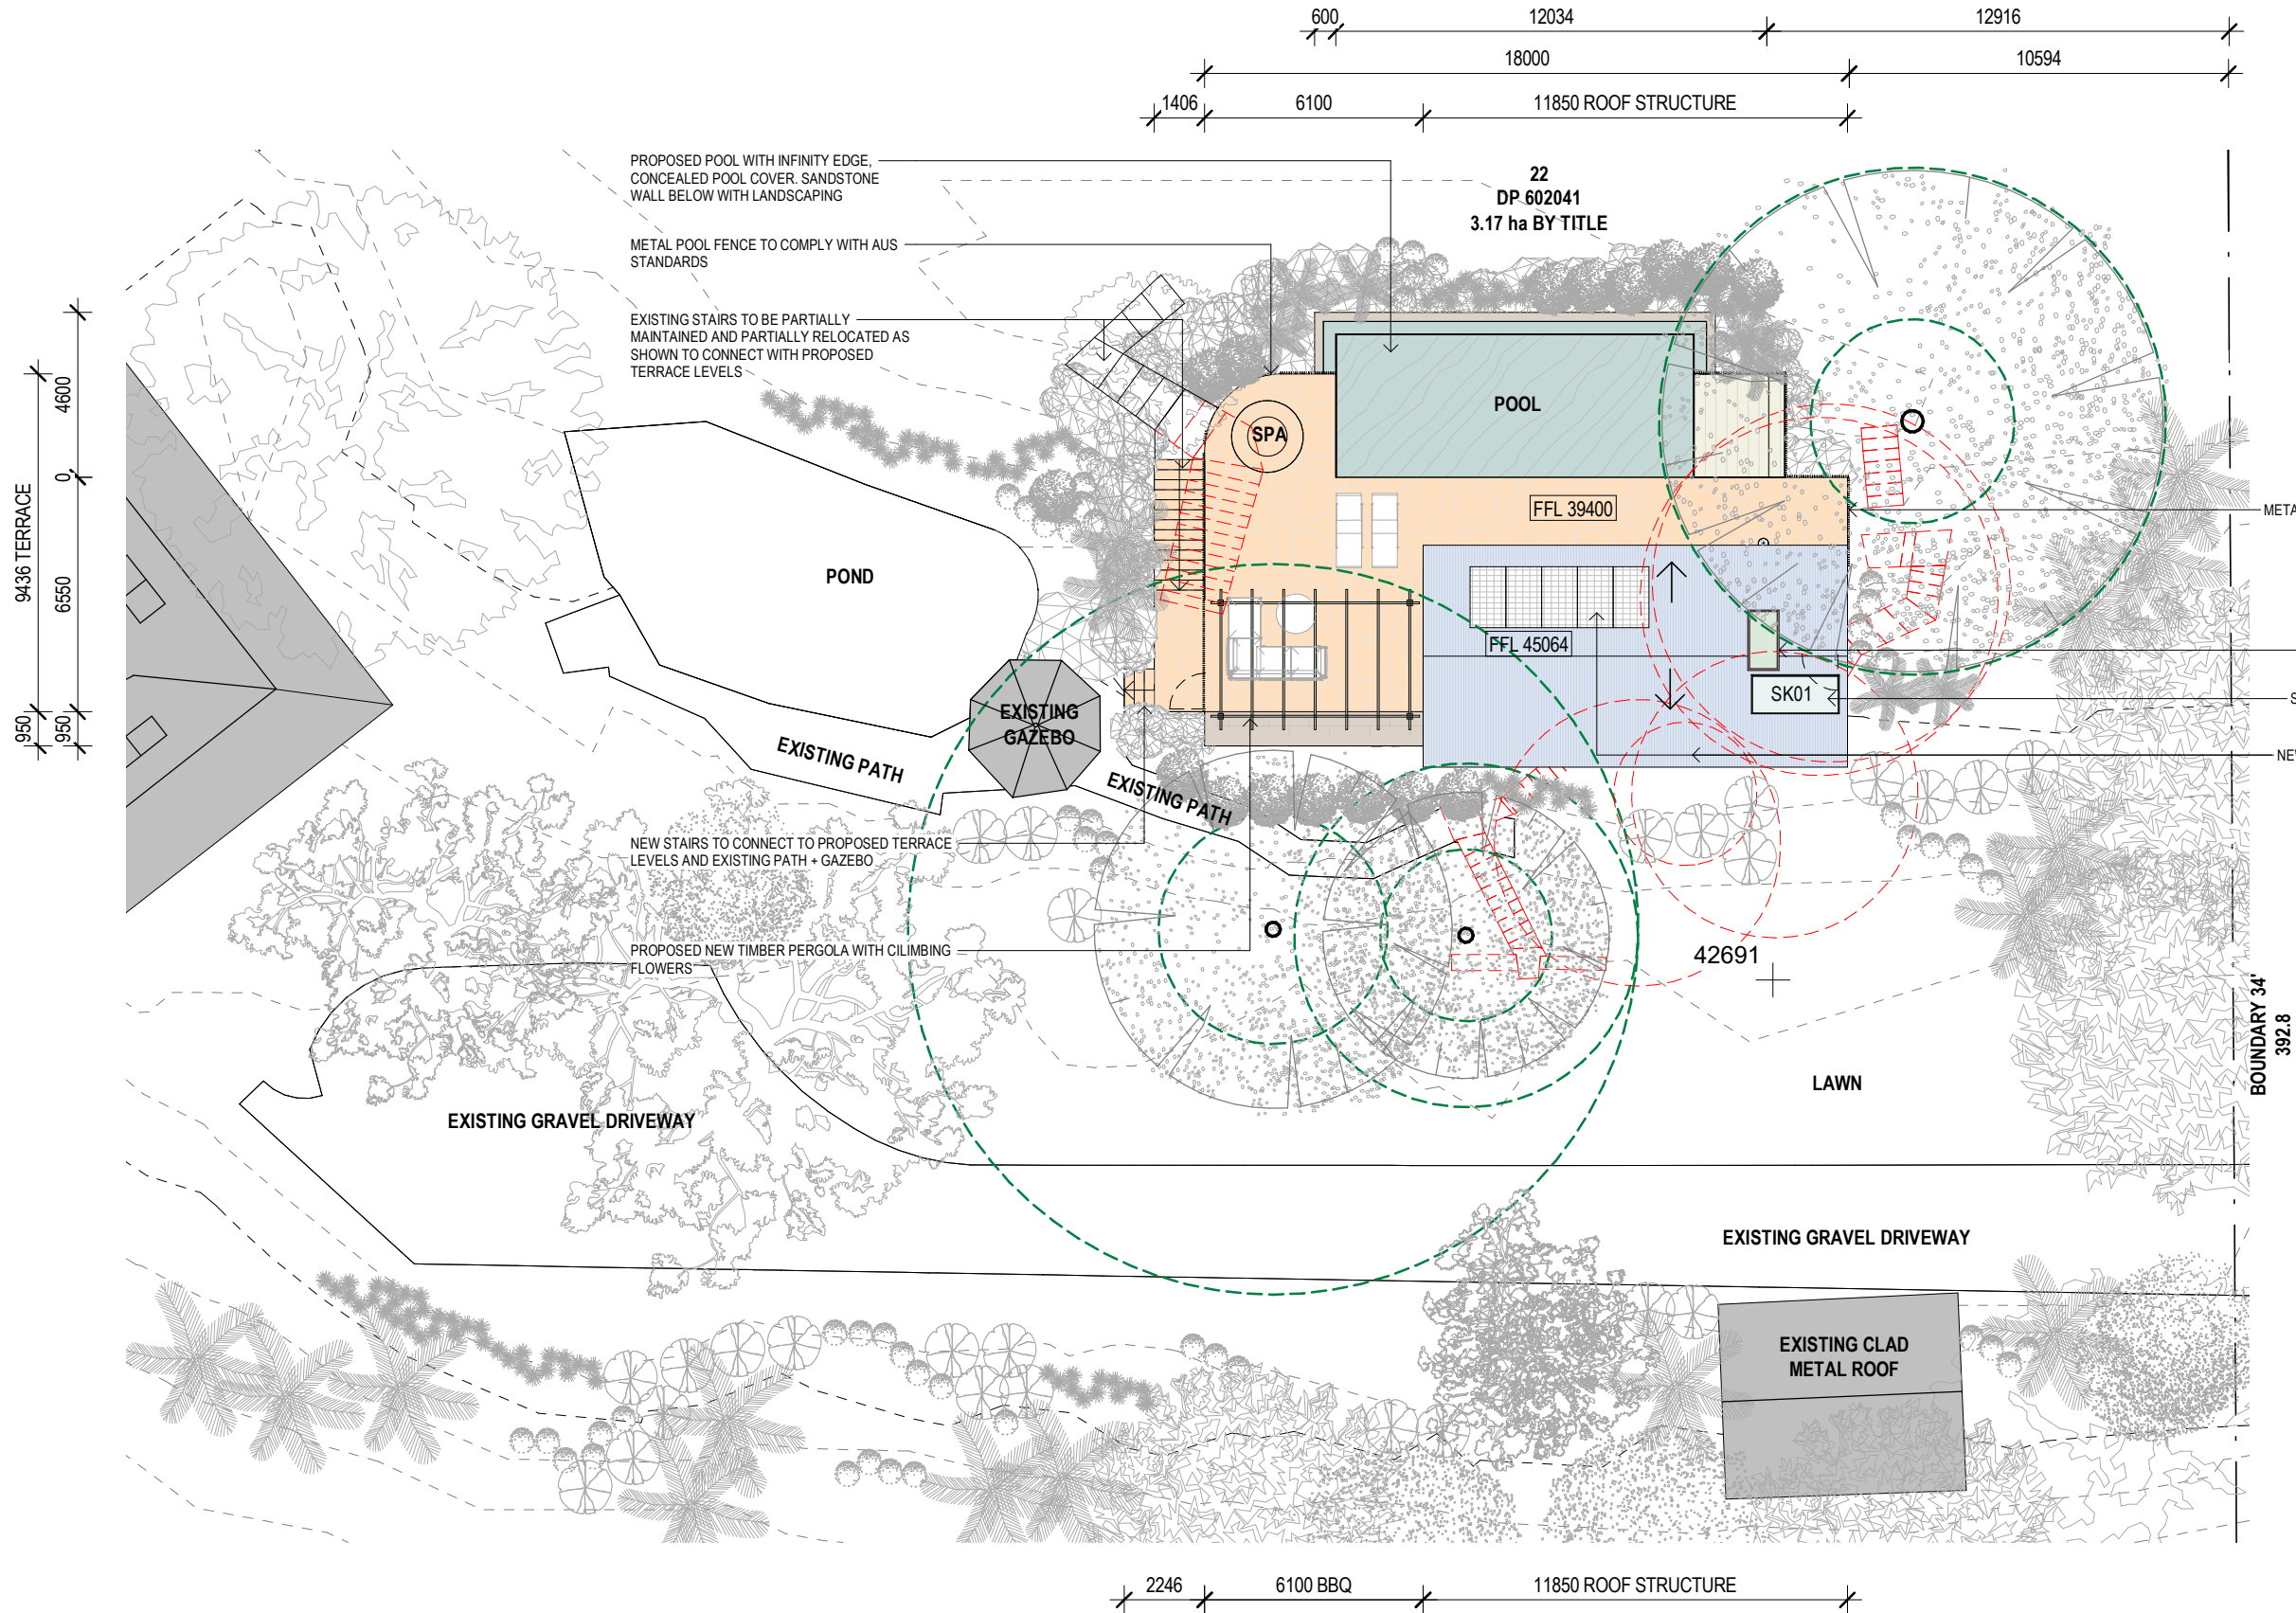 600
12034
12916
18000
10594
1406
6100
11850 ROOF STRUCTURE
PROPOSED POOL WITH INFINITY EDGE,
CONCEALED POOL COVER. SANDSTONE
WALL BELOW WITH LANDSCAPING
22
DP 602041
3.17 ha BY TITLE
METAL POOL FENCE TO COMPLY WITH AUS
STANDARDS
EXISTING STAIRS TO BE PARTIALLY
MAINTAINED AND PARTIALLY RELOCATED AS
SHOWN TO CONNECT WITH PROPOSED
TERRACE LEVELS
4600
0
9436 TERRACE
6550
950
950
POOL
SPA
FFL 39400
META
POND
FFL 45064
SK01
S
EXISTING
GAZEBO
NEW
EXISTING PATH
EXISTING PATH
NEW STAIRS TO CONNECT TO PROPOSED TERRACE
LEVELS AND EXISTING PATH + GAZEBO
PROPOSED NEW TIMBER PERGOLA WITH CILIMBING
FLOWERS
42691
BOUNDARY 34'
392.8
LAWN
EXISTING GRAVEL DRIVEWAY
EXISTING GRAVEL DRIVEWAY
EXISTING CLAD
METAL ROOF
2246
6100 BBQ
11850 ROOF STRUCTURE